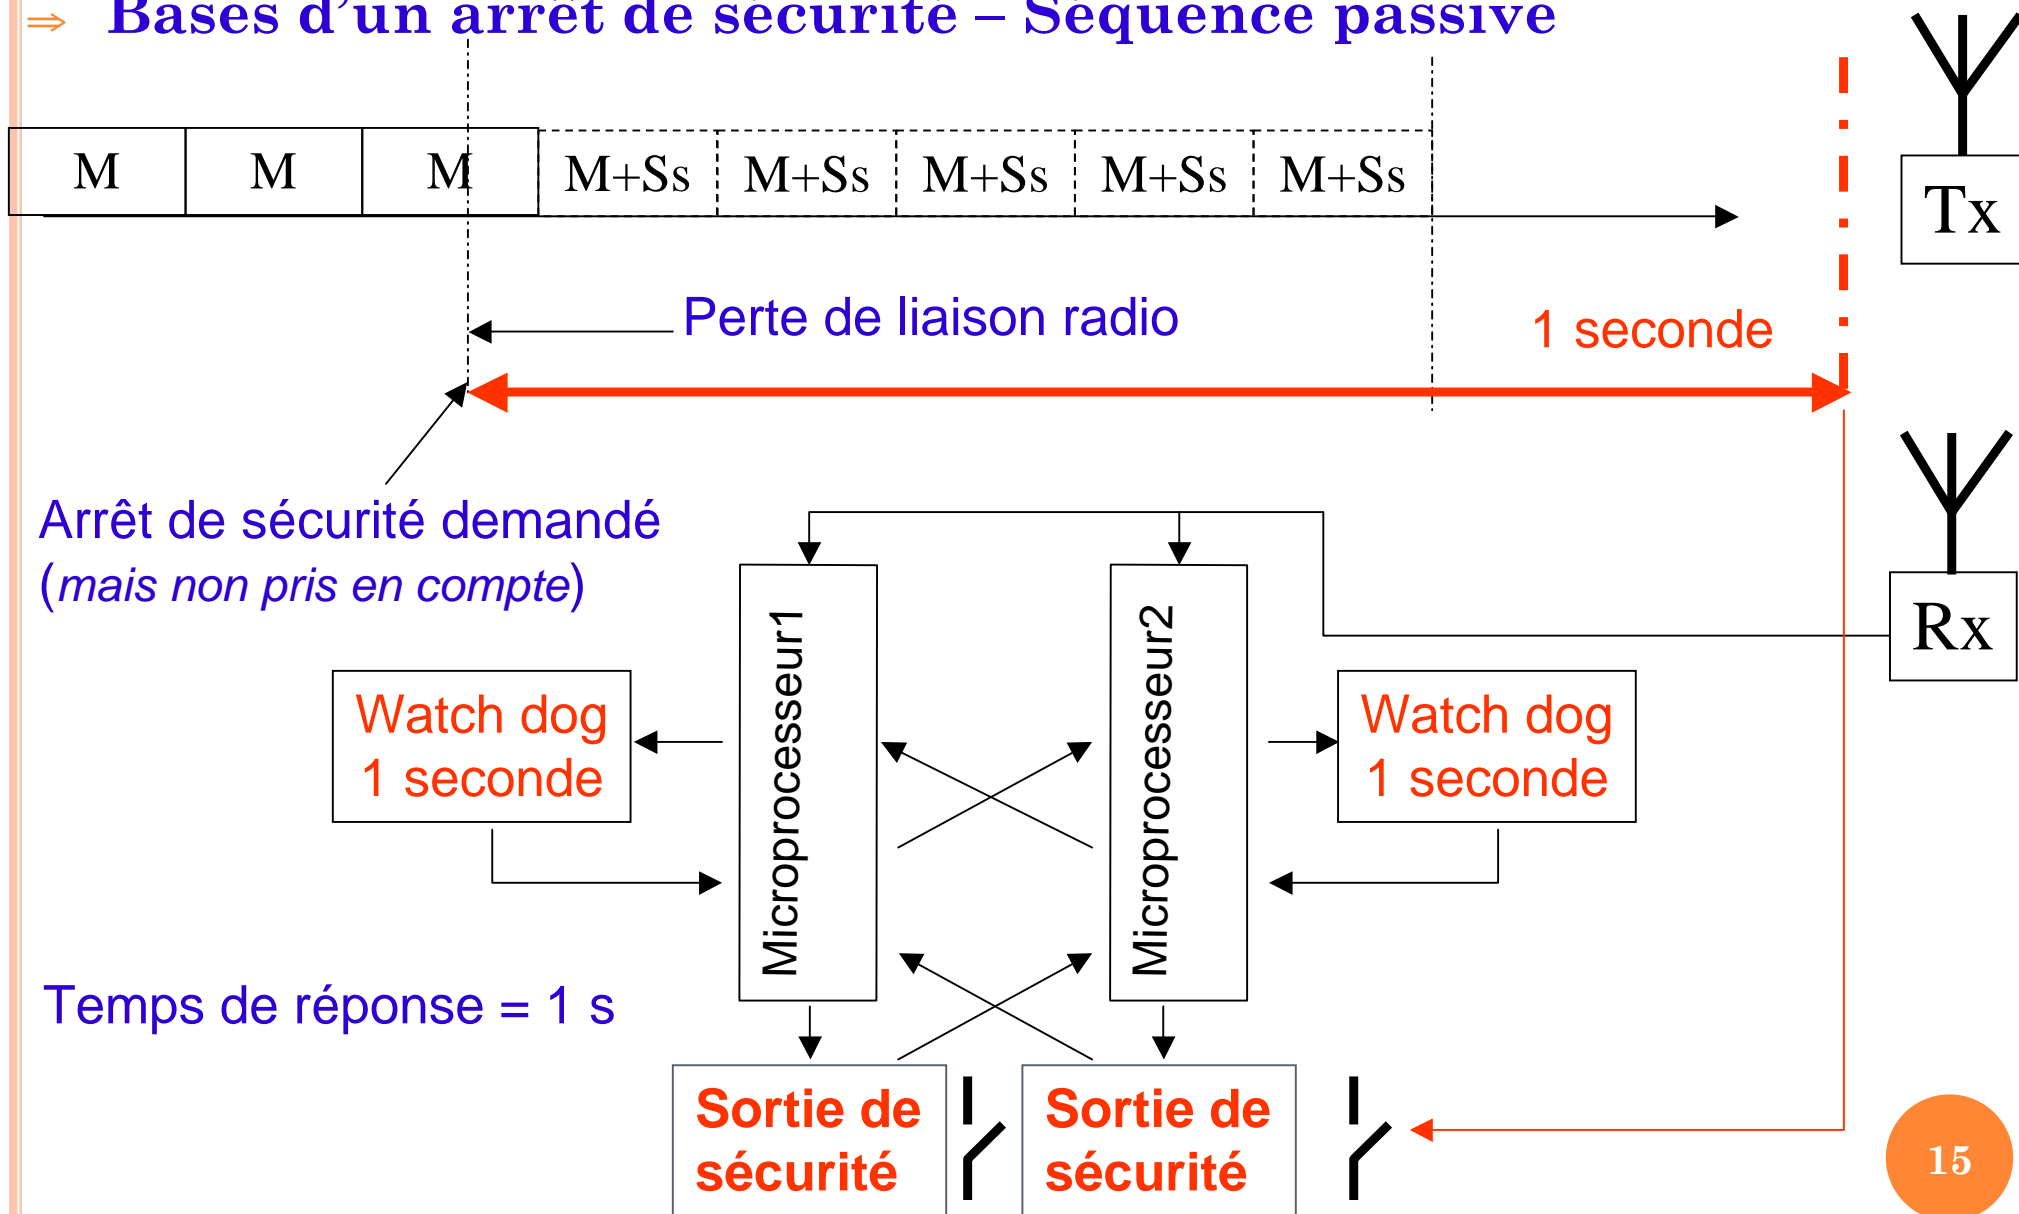 ⇒ Bases d’un arrêt de sécurité – Séquence passive
M M M M+Ss M+Ss M+Ss M+Ss M+Ss
Tx
Perte de liaison radio
1 seconde
Arrêt de sécurité demandé
(mais non pris en compte)
Rx
Microprocesseur1
Microprocesseur2
Watch dog
1 seconde
Watch dog
1 seconde
Temps de réponse = 1 s
Sortie de
sécurité
Sortie de
sécurité
15